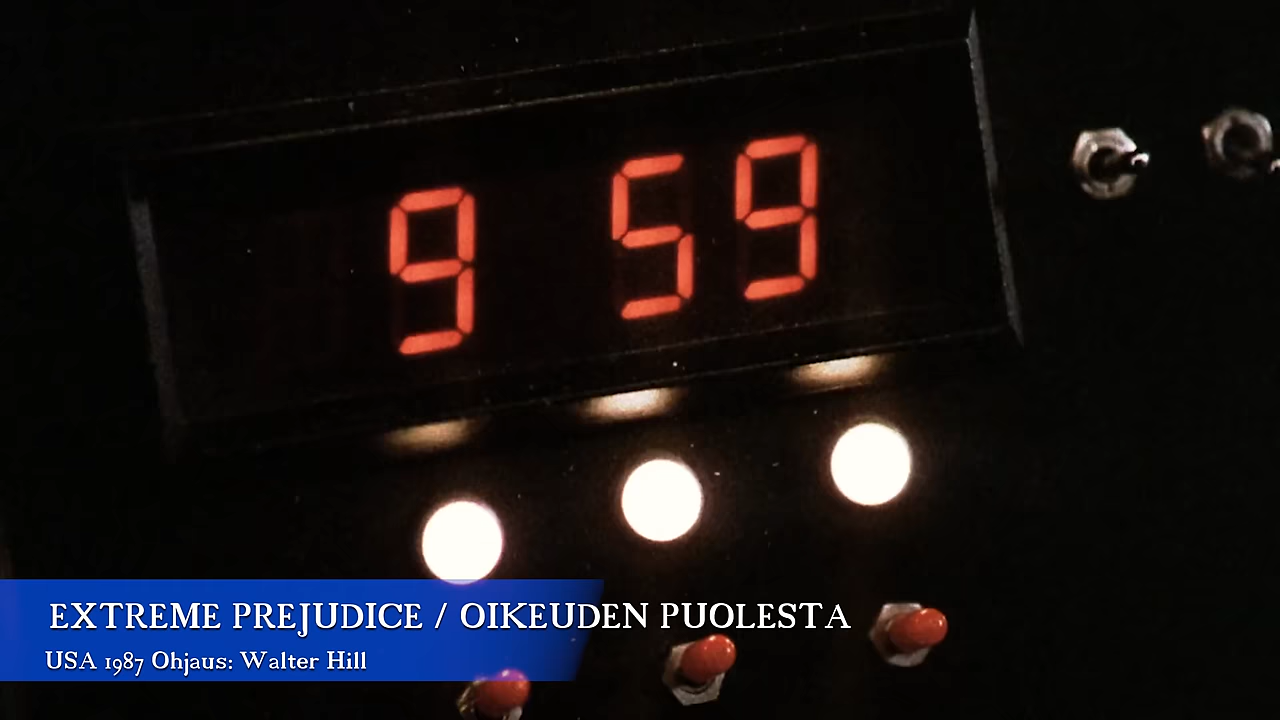 9 59
EXTREME PREJUDICE / OIKEUDEN PUOLESTA
USA 1987 Ohjaus: Walter Hill